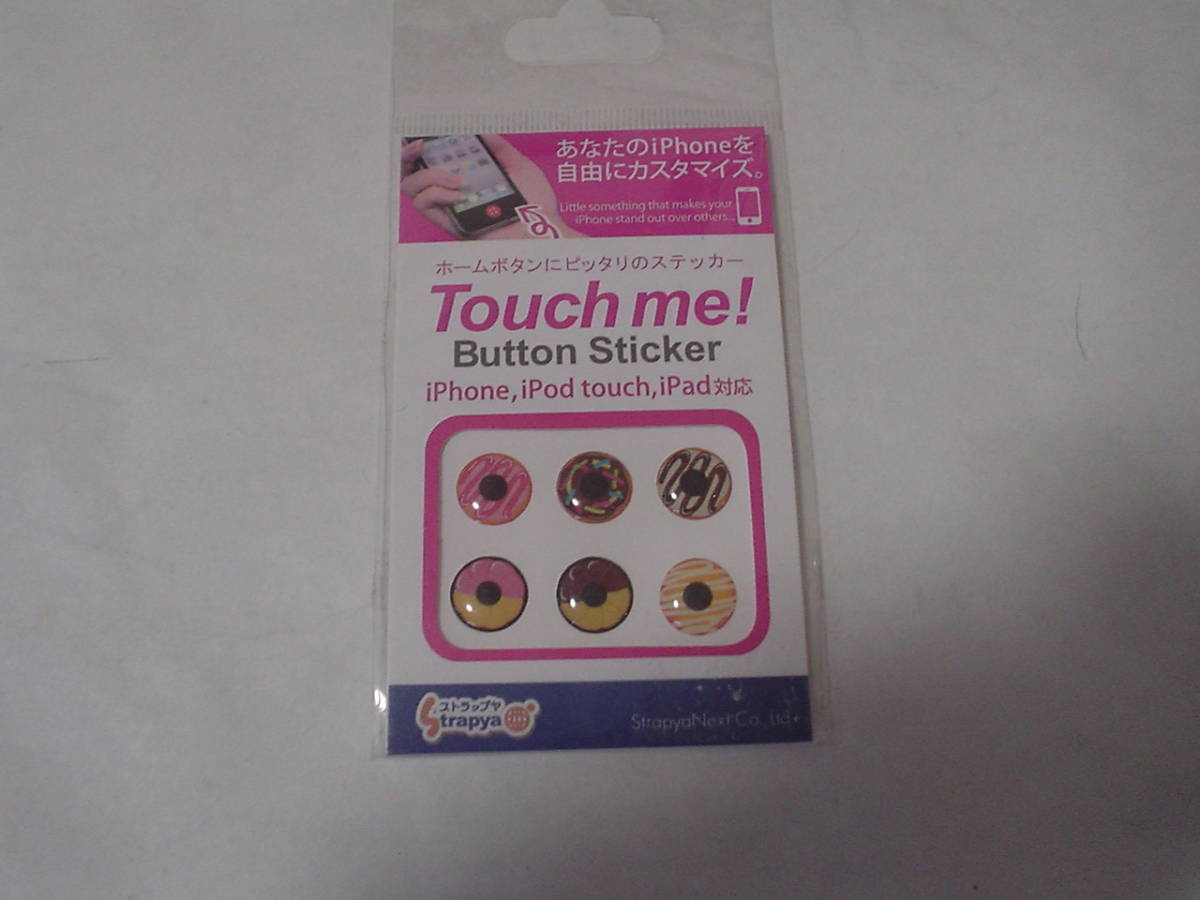 あなたのiPhoneを
自由にカスタマイズ。
Little something that makes your
iPhone stand out over others...
ホームボタンにピッタリのステッカー
Touch me!
Button Sticker
iPhone, iPod touch, iPad対応
ストラップヤ
Strapya
StrapyaNext Co., Ltd.